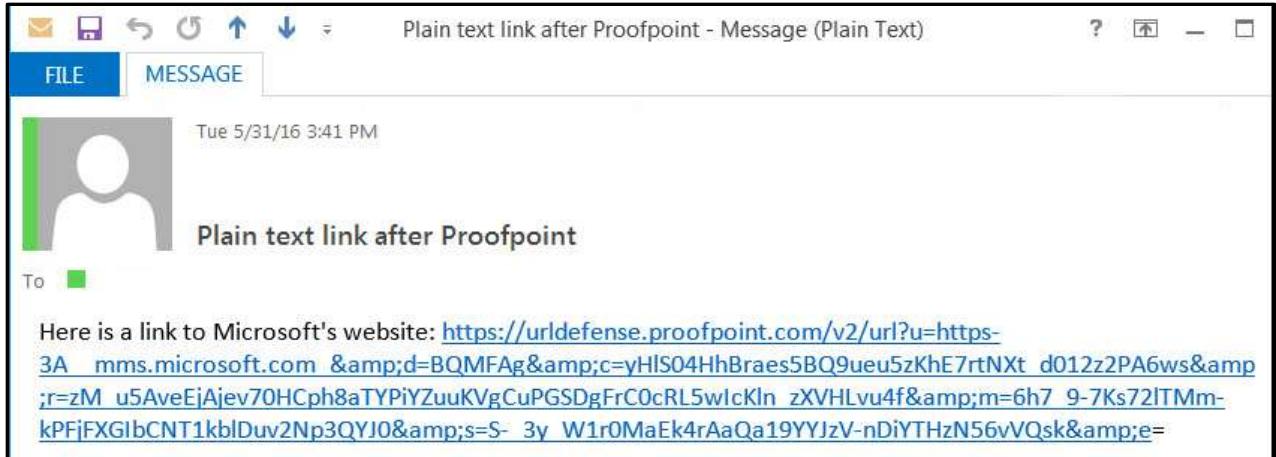 Plain text link after Proofpoint - Message (Plain Text)
FILE MESSAGE
Tue 5/31/16 3:41 PM
Plain text link after Proofpoint
To
Here is a link to Microsoft's website: https://urldefense.proofpoint.com/v2/url?u=https-
3A__mms.microsoft.com_&amp;d=BQMFAg&amp;c=yHlS04HhBraes5BQ9ueu5zKhE7rtNXt_d012z2PA6ws&amp
;r=zM_u5AveEjAjev70HCph8aTYPiYZuuKVgCuPGSDgFrC0cRL5wIcKln_zXVHLvu4f&amp;m=6h7_9-7Ks72lTMm-
kPFjFXGIbCNT1kblDuv2Np3QYJ0&amp;s=S-_3y_W1r0MaEk4rAaQa19YYJzV-nDiYTHzN56vVQsk&amp;e=